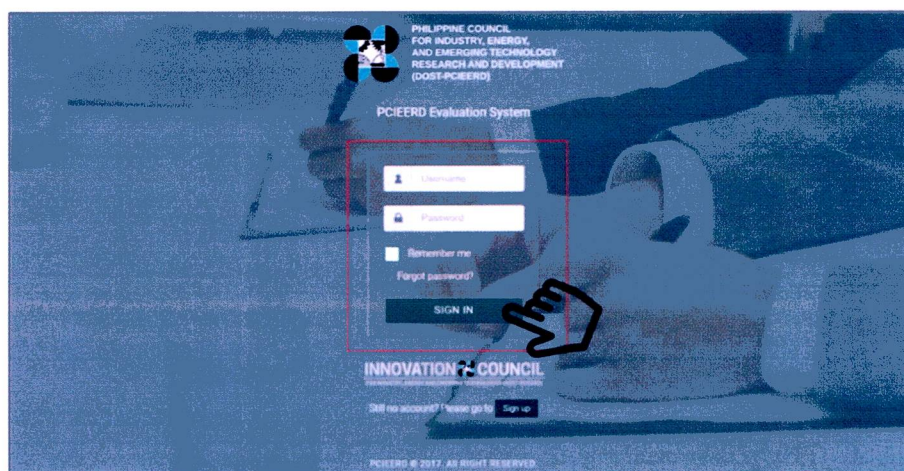 PHILIPPINE COUNCIL
FOR INDUSTRY, ENERGY,
AND EMERGING TECHNOLOGY
RESEARCH AND DEVELOPMENT
(DOST-PCIEERD)
PCIEERD Evaluation System
Username
Password
Remember me
Forgot password?
SIGN IN
INNOVATION COUNCIL
Still no account? Please go to Sign up
PCIEERD © 2017. All RIGHT RESERVED.